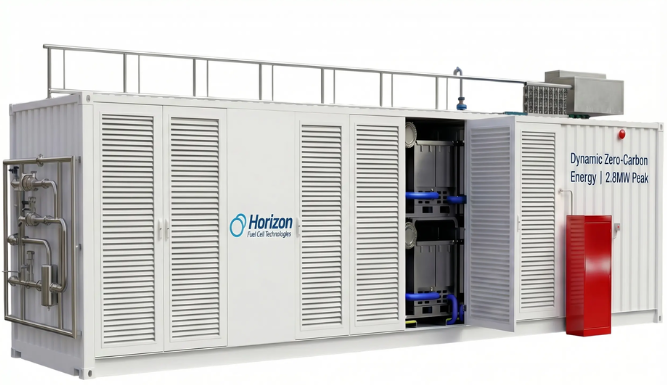 Horizon
Fuel Cell Technologies
Dynamic Zero-Carbon
Energy | 2.8MW Peak